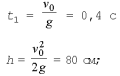 t₁ = v₀/g = 0,4 с
h = v₀²/2g = 80 см;